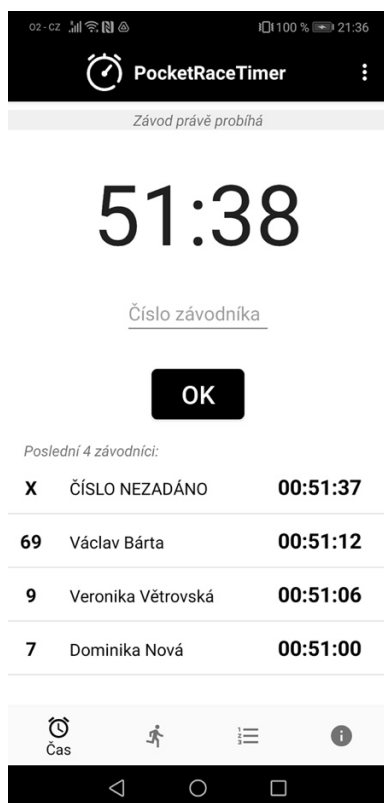 O2 - CZ 100 % 21:36
PocketRaceTimer
Závod právě probíhá
51:38
Číslo závodníka
OK
Poslední 4 závodníci:
X ČÍSLO NEZADÁNO 00:51:37
69 Václav Bárta 00:51:12
9 Veronika Větrovská 00:51:06
7 Dominika Nová 00:51:00
Čas